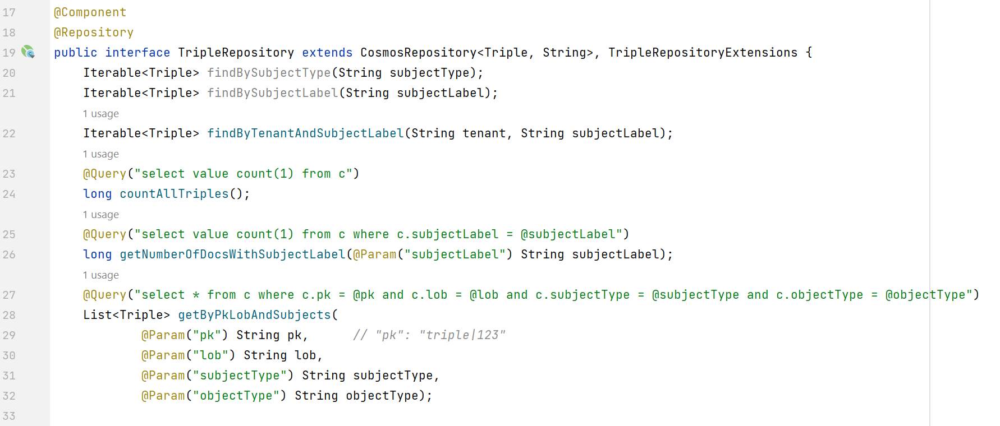 17 @Component
18 @Repository
19 public interface TripleRepository extends CosmosRepository<Triple, String>, TripleRepositoryExtensions {
20 Iterable<Triple> findBySubjectType(String subjectType);
21 Iterable<Triple> findBySubjectLabel(String subjectLabel);
1 usage
22 Iterable<Triple> findByTenantAndSubjectLabel(String tenant, String subjectLabel);
1 usage
23 @Query("select value count(1) from c")
24 long countAllTriples();
1 usage
25 @Query("select value count(1) from c where c.subjectLabel = @subjectLabel")
26 long getNumberOfDocsWithSubjectLabel(@Param("subjectLabel") String subjectLabel);
1 usage
27 @Query("select * from c where c.pk = @pk and c.lob = @lob and c.subjectType = @subjectType and c.objectType = @objectType")
28 List<Triple> getByPkLobAndSubjects(
29 @Param("pk") String pk, // "pk": "triple|123"
30 @Param("lob") String lob,
31 @Param("subjectType") String subjectType,
32 @Param("objectType") String objectType);
33